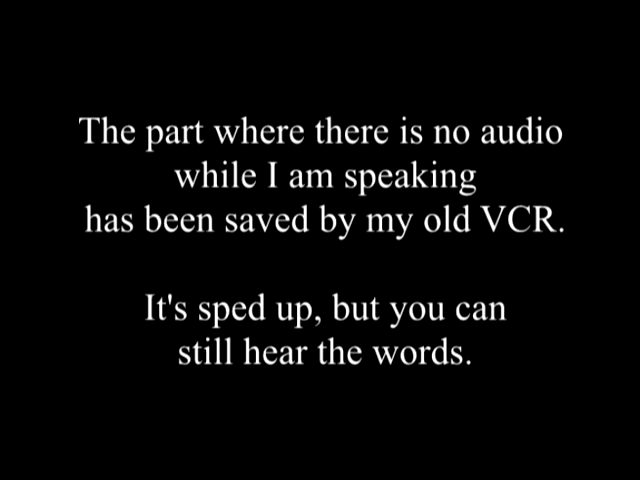 The part where there is no audio
while I am speaking
has been saved by my old VCR.
It's sped up, but you can
still hear the words.